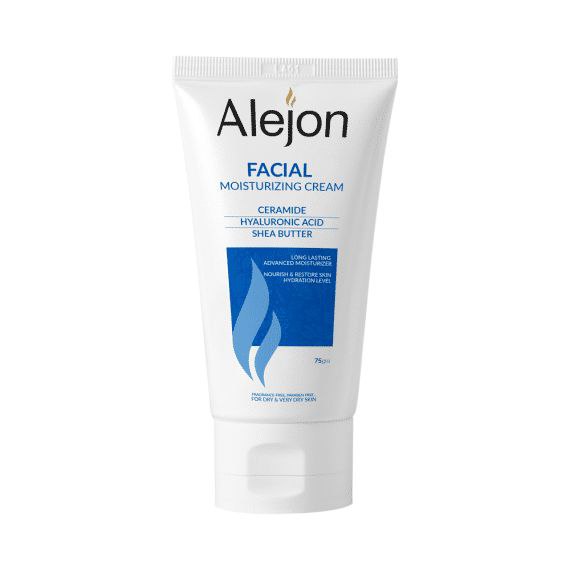 Alejon
FACIAL
MOISTURIZING CREAM
CERAMIDE
HYALURONIC ACID
SHEA BUTTER
LONG LASTING
ADVANCED MOISTURIZER
NOURISH & RESTORE SKIN
HYDRATION LEVEL
75gm
FRAGRANCE FREE, PARABEN FREE
FOR DRY & VERY DRY SKIN